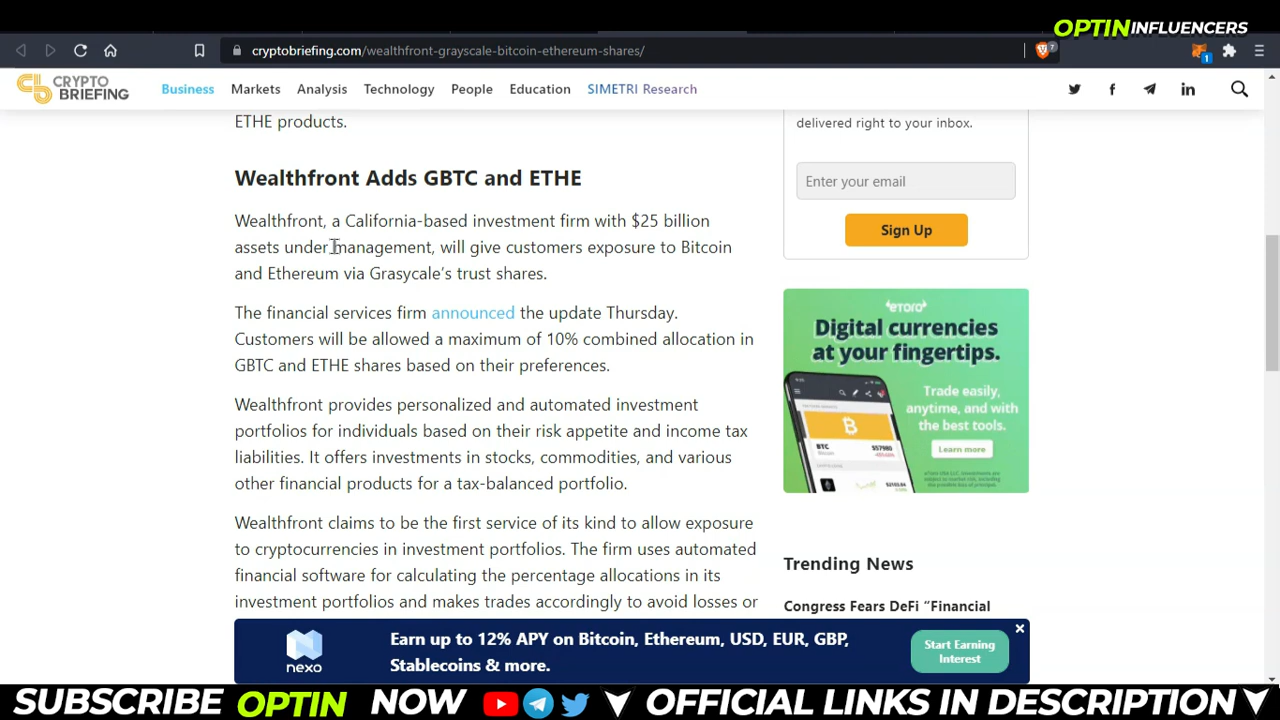 OPTIN INFLUENCERS
cryptobriefing.com/wealthfront-grayscale-bitcoin-ethereum-shares/
7
1
CRYPTO
BRIEFING
Business Markets Analysis Technology People Education SIMETRI Research
ETHE products.
Wealthfront Adds GBTC and ETHE
Wealthfront, a California-based investment firm with $25 billion
assets under management, will give customers exposure to Bitcoin
and Ethereum via Grasycale's trust shares.
The financial services firm announced the update Thursday.
Customers will be allowed a maximum of 10% combined allocation in
GBTC and ETHE shares based on their preferences.
Wealthfront provides personalized and automated investment
portfolios for individuals based on their risk appetite and income tax
liabilities. It offers investments in stocks, commodities, and various
other financial products for a tax-balanced portfolio.
Wealthfront claims to be the first service of its kind to allow exposure
to cryptocurrencies in investment portfolios. The firm uses automated
financial software for calculating the percentage allocations in its
investment portfolios and makes trades accordingly to avoid losses or
delivered right to your inbox.
Enter your email
Sign Up
eTORO
Digital currencies
at your fingertips.
Trade easily,
anytime, and with
the best tools.
Learn more
BTC
Bitcoin
Trending News
Congress Fears DeFi "Financial
nexo
Earn up to 12% APY on Bitcoin, Ethereum, USD, EUR, GBP,
Stablecoins & more.
Start Earning
Interest
SUBSCRIBE OPTIN NOW OFFICIAL LINKS IN DESCRIPTION